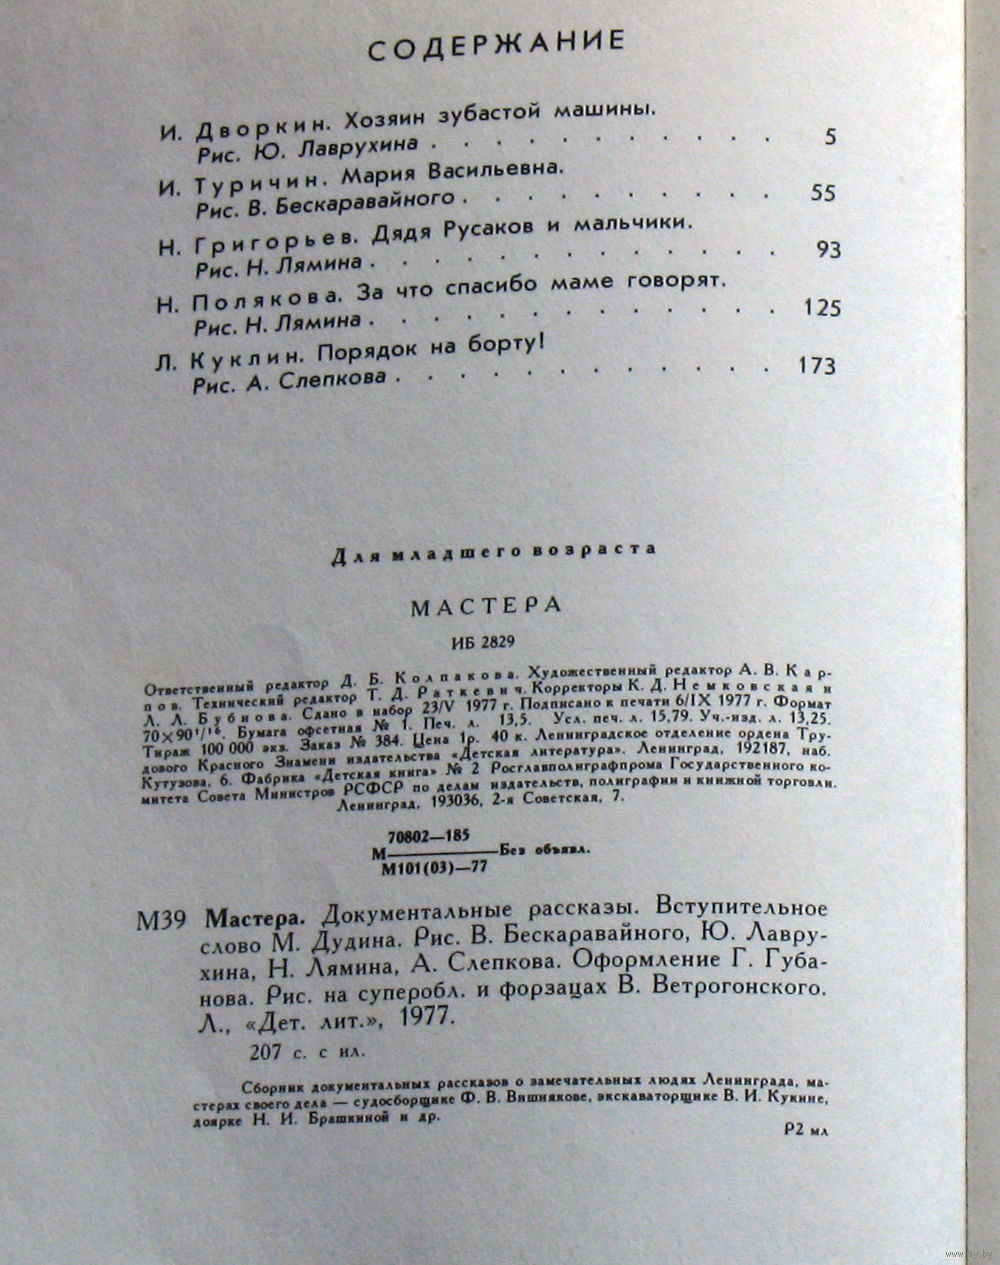 СОДЕРЖАНИЕ
И. Дворкин. Хозяин зубастой машины.
Рис. Ю. Лаврухина . . . . . . . . . . . 5
И. Туричин. Мария Васильевна.
Рис. В. Бескаравайного . . . . . . . . . . 55
Н. Григорьев. Дядя Русаков и мальчики.
Рис. Н. Лямина . . . . . . . . . . . . . 93
Н. Полякова. За что спасибо маме говорят.
Рис. Н. Лямина . . . . . . . . . . . . . 125
Л. Куклин. Порядок на борту!
Рис. А. Слепкова . . . . . . . . . . . . 173
Для младшего возраста
МАСТЕРА
ИБ 2829
Ответственный редактор Д. Б. Колпакова. Художественный редактор А. В. Кар-
пов. Технический редактор Т. Д. Раткевич. Корректоры К. Д. Немковская и
Л. Л. Бубнова. Сдано в набор 23/V 1977 г. Подписано к печати 6/IX 1977 г. Формат
70×90¹/₁₆. Бумага офсетная № 1. Печ. л. 13,5. Усл. печ. л. 15,79. Уч.-изд. л. 13,25.
Тираж 100 000 экз. Заказ № 384. Цена 1р. 40 к. Ленинградское отделение ордена Тру-
дового Красного Знамени издательства «Детская литература». Ленинград, 192187, наб.
Кутузова, 6. Фабрика «Детская книга» № 2 Росглавполиграфпрома Государственного ко-
митета Совета Министров РСФСР по делам издательств, полиграфии и книжной торговли.
Ленинград, 193036, 2-я Советская, 7.
70802—185
М————Без объявл.
М101(03)—77
М39 Мастера. Документальные рассказы. Вступительное
слово М. Дудина. Рис. В. Бескаравайного, Ю. Лавру-
хина, Н. Лямина, А. Слепкова. Оформление Г. Губа-
нова. Рис. на суперобл. и форзацах В. Ветрогонского.
Л., «Дет. лит.», 1977.
207 с. с ил.
Сборник документальных рассказов о замечательных людях Ленинграда, ма-
стерах своего дела — судосборщике Ф. В. Вишнякове, экскаваторщике В. И. Кукине,
доярке Н. И. Брашкиной и др.
Р2 мл
www.ay.by